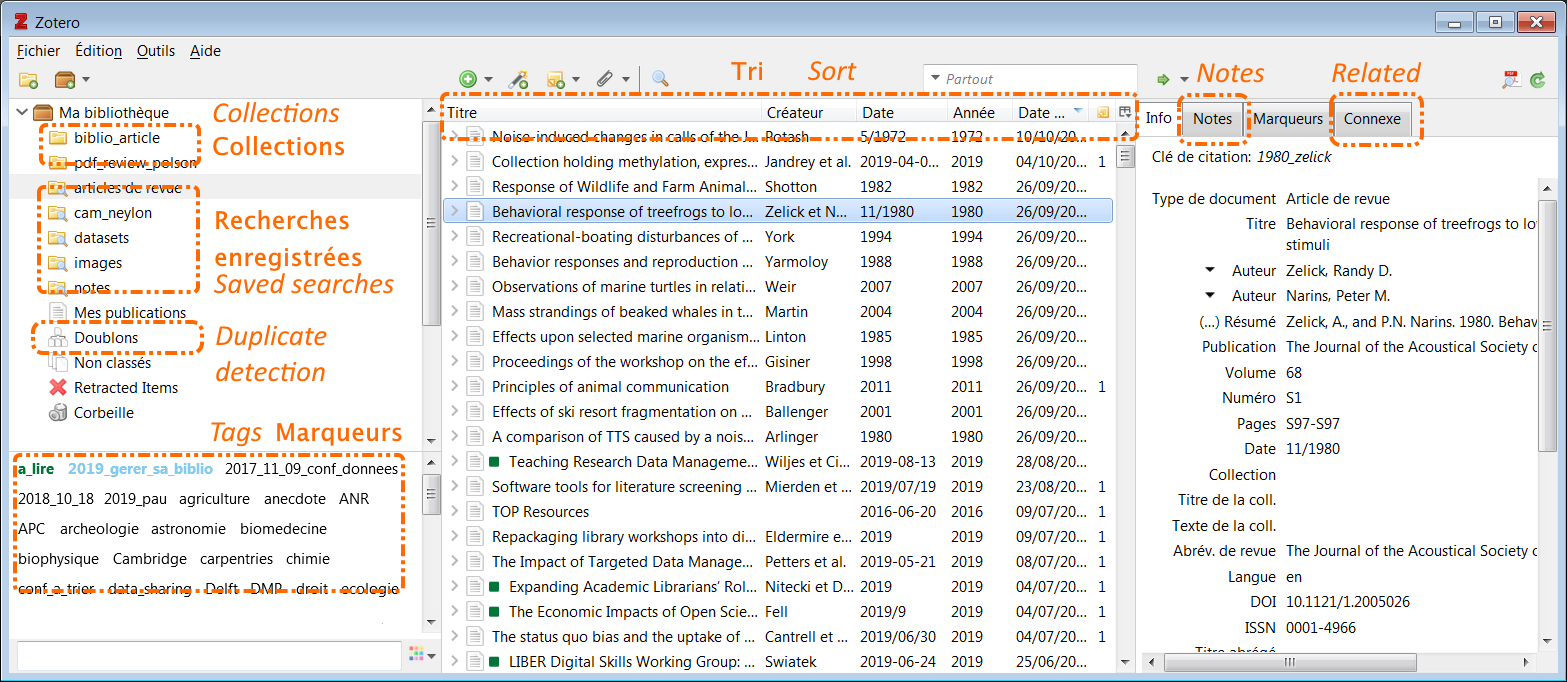 Zotero
Fichier Édition Outils Aide
Tri Sort
Partout
Notes
Related
Ma bibliothèque
Collections
biblio_article
Collections
pdf_review_polson
articles de revue
cam_neylon
Recherches
datasets
enregistrées
images
Saved searches
notes
Mes publications
Doublons
Duplicate
detection
Non classés
Retracted Items
Corbeille
Tags Marqueurs
a_lire 2019_gerer_sa_biblio 2017_11_09_conf_donnees
2018_10_18 2019_pau agriculture anecdote ANR
APC archeologie astronomie biomedecine
biophysique Cambridge carpentries chimie
conf_a_trier data_sharing Delft DMP droit ecologie
Titre Créateur Date Année Date ...
Noise-induced changes in calls of the J... Potash 5/1972 1972 10/10/20...
Collection holding methylation, expres... Jandrey et al. 2019-04-0... 2019 04/10/20... 1
Response of Wildlife and Farm Animal... Shotton 1982 1982 26/09/20...
Behavioral response of treefrogs to lo... Zelick et N... 11/1980 1980 26/09/20...
Recreational-boating disturbances of ... York 1994 1994 26/09/20...
Behavior responses and reproduction ... Yarmoloy 1988 1988 26/09/20...
Observations of marine turtles in relati... Weir 2007 2007 26/09/20...
Mass strandings of beaked whales in t... Martin 2004 2004 26/09/20...
Effects upon selected marine organism... Linton 1985 1985 26/09/20...
Proceedings of the workshop on the ef... Gisiner 1998 1998 26/09/20...
Principles of animal communication Bradbury 2011 2011 26/09/20... 1
Effects of ski resort fragmentation on ... Ballenger 2001 2001 26/09/20...
A comparison of TTS caused by a nois... Arlinger 1980 1980 26/09/20...
Teaching Research Data Manageme... Wiljes et Ci... 2019-08-13 2019 28/08/20...
Software tools for literature screening ... Mierden et ... 2019/07/19 2019 23/08/20... 1
TOP Resources 2016-06-20 2016 09/07/20... 1
Repackaging library workshops into di... Eldermire e... 2019 2019 09/07/20... 1
The Impact of Targeted Data Manage... Petters et al. 2019-05-21 2019 08/07/20... 1
Expanding Academic Librarians' Rol... Nitecki et D... 2019 2019 04/07/20... 1
The Economic Impacts of Open Scie... Fell 2019/9 2019 04/07/20... 1
The status quo bias and the uptake of ... Cantrell et ... 2019/06/30 2019 04/07/20... 1
LIBER Digital Skills Working Group: ... Swiatek 2019-06-24 2019 25/06/20...
Info Notes Marqueurs Connexe
Clé de citation: 1980_zelick
Type de document Article de revue
Titre Behavioral response of treefrogs to lo
stimuli
Auteur Zelick, Randy D.
Auteur Narins, Peter M.
(...) Résumé Zelick, A., and P.N. Narins. 1980. Behav
Publication The Journal of the Acoustical Society o
Volume 68
Numéro S1
Pages S97-S97
Date 11/1980
Collection
Titre de la coll.
Texte de la coll.
Abrév. de revue The Journal of the Acoustical Society o
Langue en
DOI 10.1121/1.2005026
ISSN 0001-4966
Titre abrégé